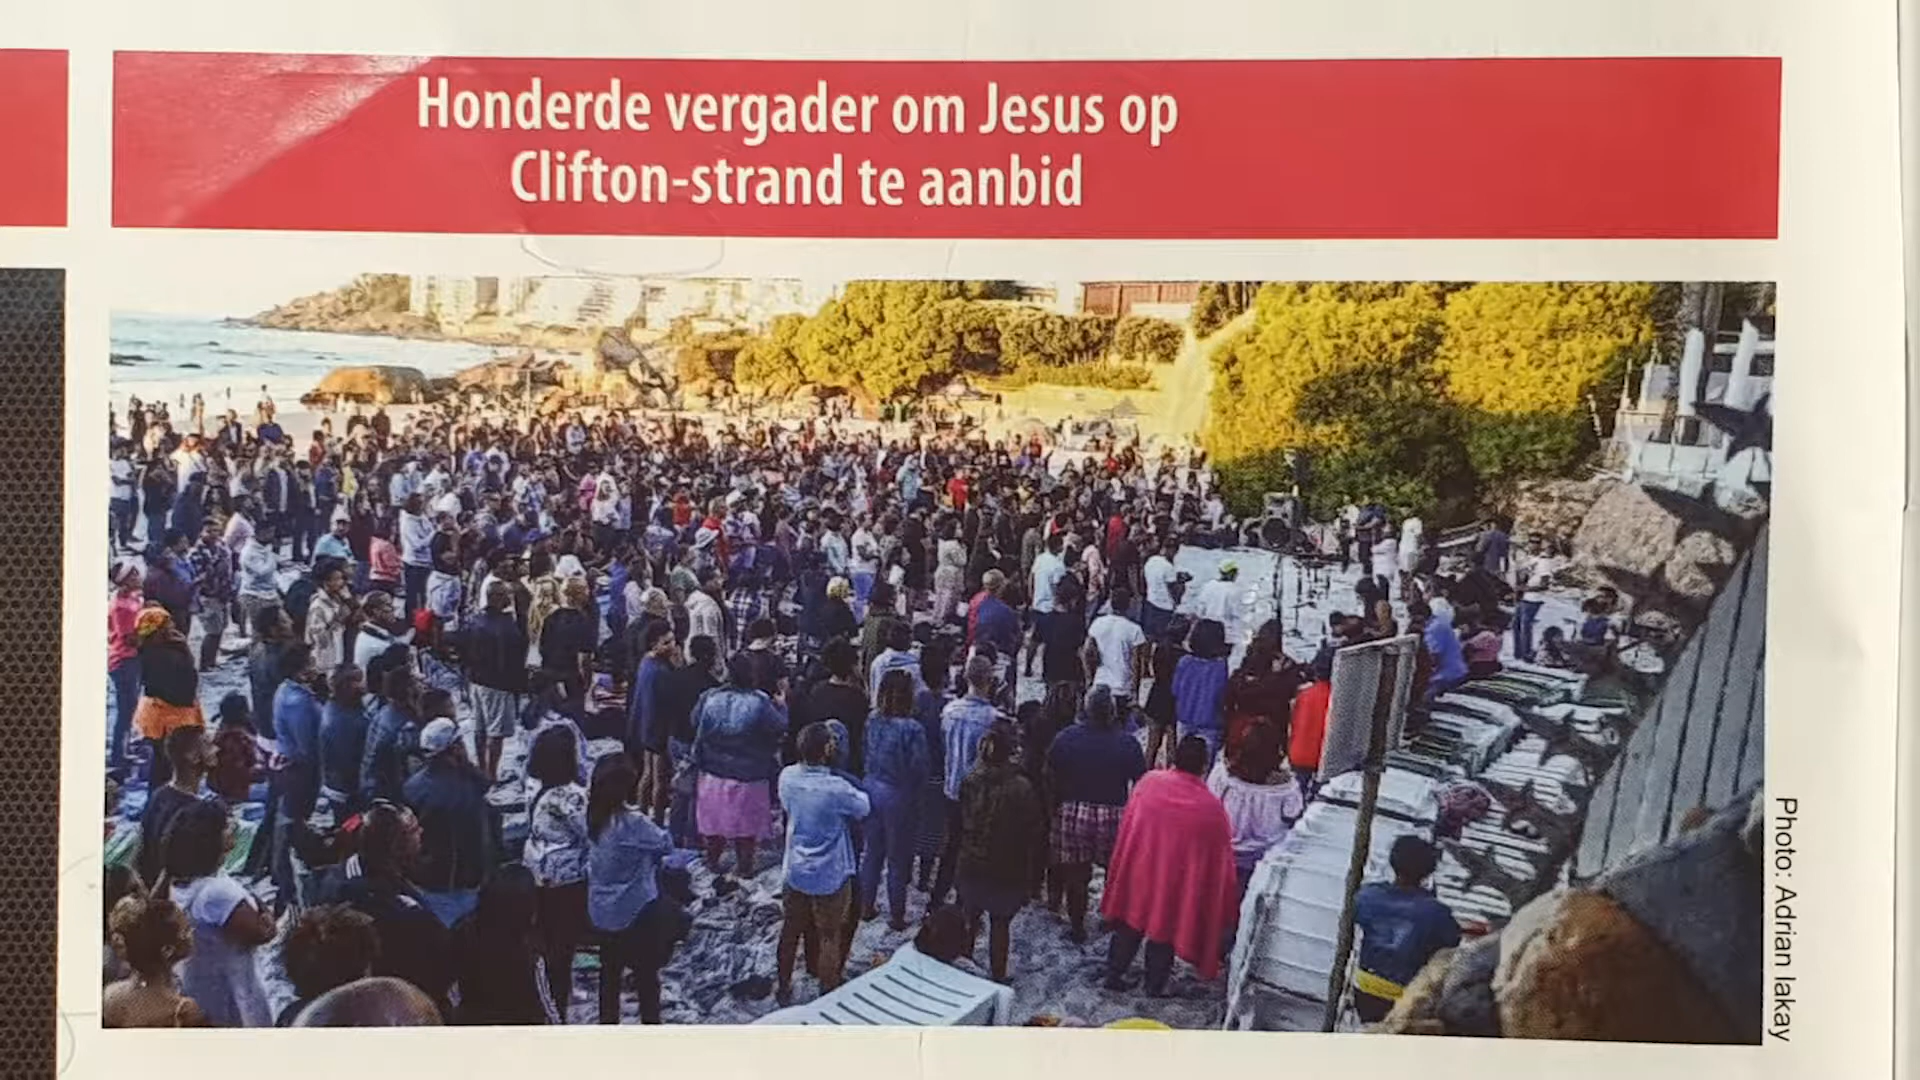 Honderde vergader om Jesus op
Clifton-strand te aanbid
Photo: Adrian Iakay